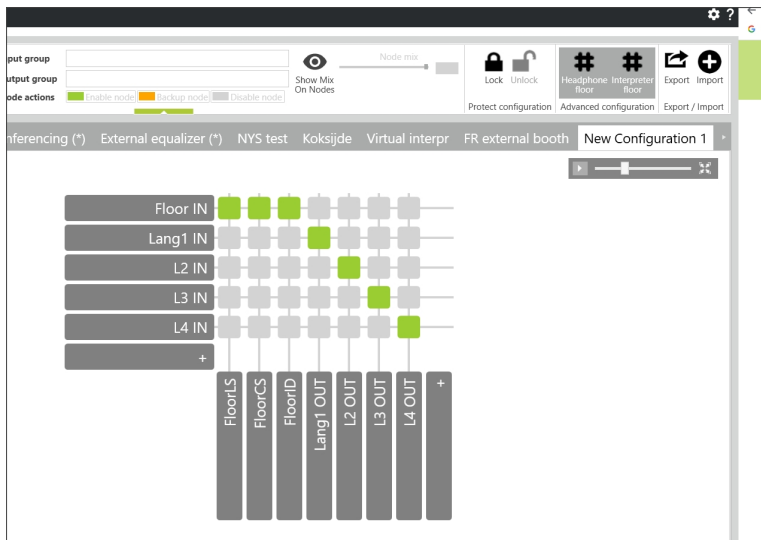 ?
G
put group
Node mix
Show Mix
On Nodes
utput group
ode actions Enable node Backup node Disable node
Lock Unlock
Protect configuration
Headphone floor
Interpreter floor
Advanced configuration
Export Import
Export / Import
nferencing (*) External equalizer (*) NYS test Koksijde Virtual interpr FR external booth New Configuration 1
Floor IN
Lang1 IN
L2 IN
L3 IN
L4 IN
+
FloorLS
FloorCS
FloorID
Lang1 OUT
L2 OUT
L3 OUT
L4 OUT
+